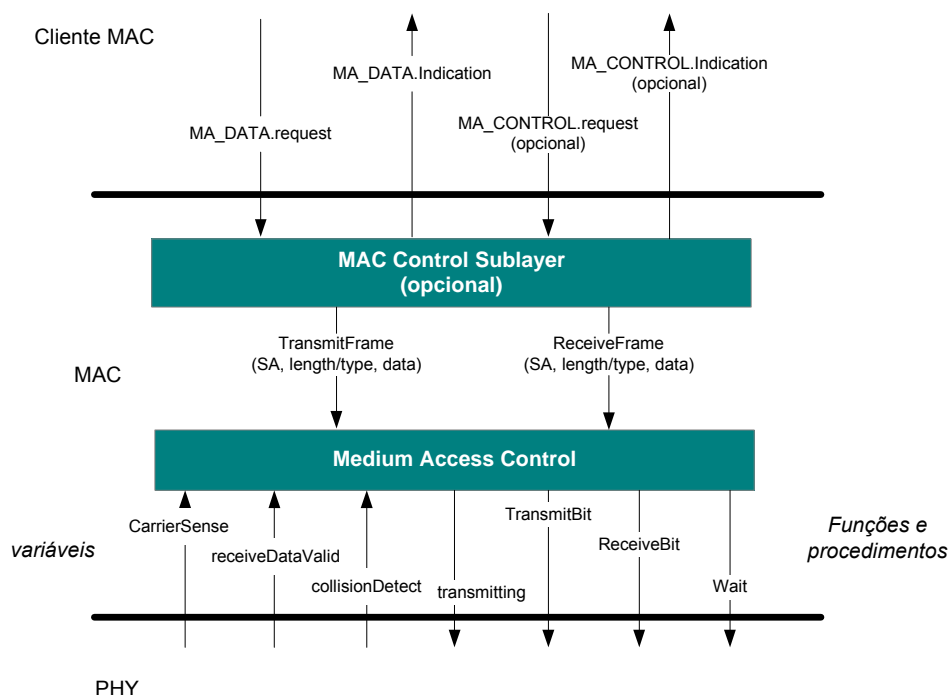 Cliente MAC
MA_DATA.request
MA_DATA.Indication
MA_CONTROL.request
(opcional)
MA_CONTROL.Indication
(opcional)
MAC Control Sublayer
(opcional)
TransmitFrame
(SA, length/type, data)
ReceiveFrame
(SA, length/type, data)
MAC
Medium Access Control
variáveis
CarrierSense
receiveDataValid
collisionDetect
transmitting
TransmitBit
ReceiveBit
Wait
Funções e
procedimentos
PHY